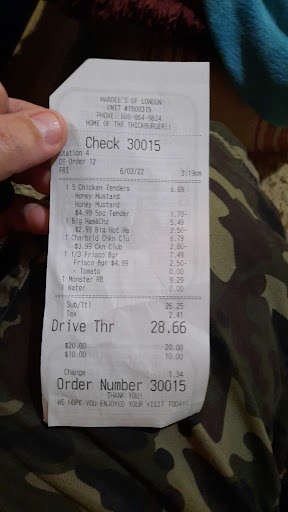 HARDEE'S OF LONDON
UNIT #1500315
PHONE: 606-864-9824
HOME OF THE THICKBURGER!!
Check 30015
Station 4
DT Order 12
FRI 6/03/22 3:19pm
1 5 Chicken Tenders 6.69
Honey Mustard
Honey Mustard
$4.99 5pc Tender 1.70-
1 Big Ham&Chz 5.49
$2.99 Big Hot Ha 2.50-
1 Charbrld Chkn Clu 6.79
$3.99 Ckn Club 2.80-
1 1/3 Frisco Bgr 7.49
Frisco Bgr $4.99 2.50-
- Tomato 0.00
1 Monster RB 9.29
1 Water 0.00
Sub/Ttl 26.25
Tax 2.41
Drive Thr 28.66
$20.00 20.00
$10.00 10.00
Change 1.34
Order Number 30015
THANK YOU!
WE HOPE YOU ENJOYED YOUR VISIT TODAY!